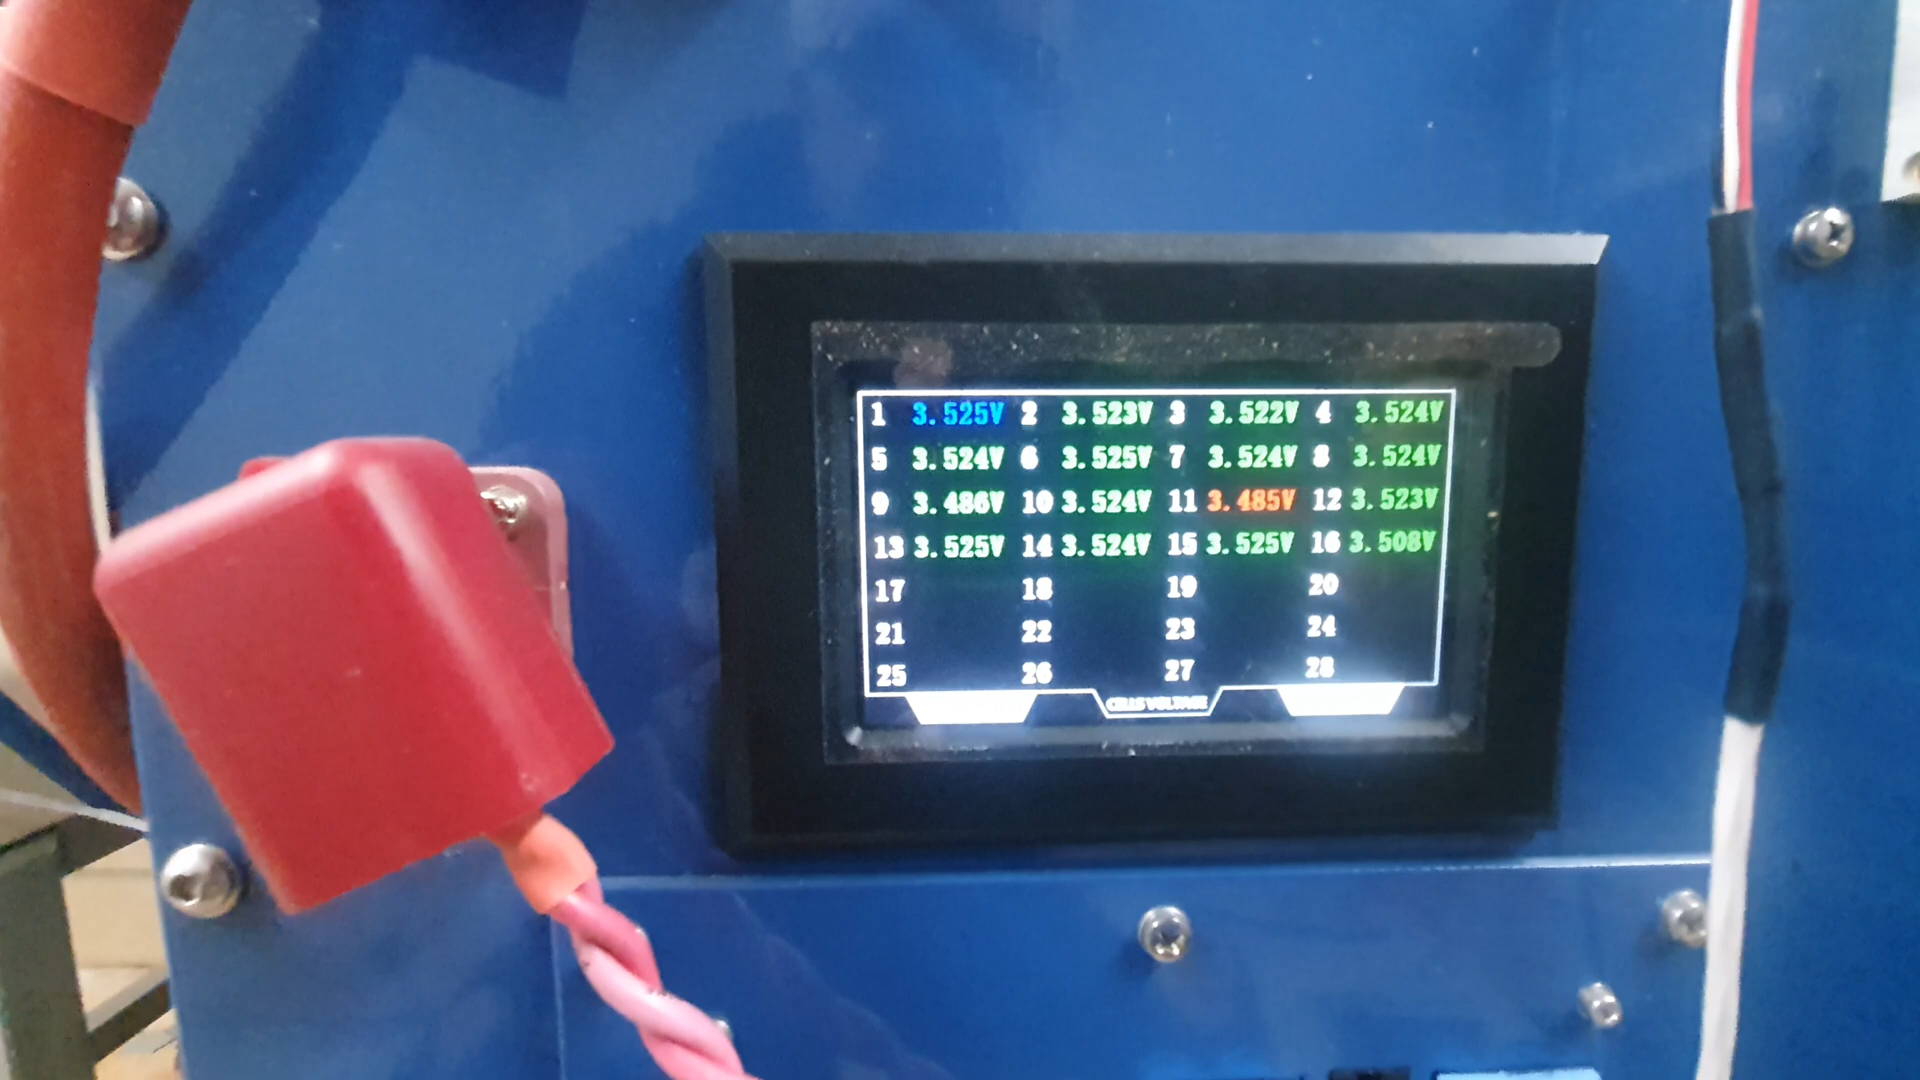 1 3.525V 2 3.523V 3 3.522V 4 3.524V
5 3.524V 6 3.525V 7 3.524V 8 3.524V
9 3.486V 10 3.524V 11 3.485V 12 3.523V
13 3.525V 14 3.524V 15 3.525V 16 3.508V
17 18 19 20
21 22 23 24
25 26 27 28
CELLS VOLTAGE